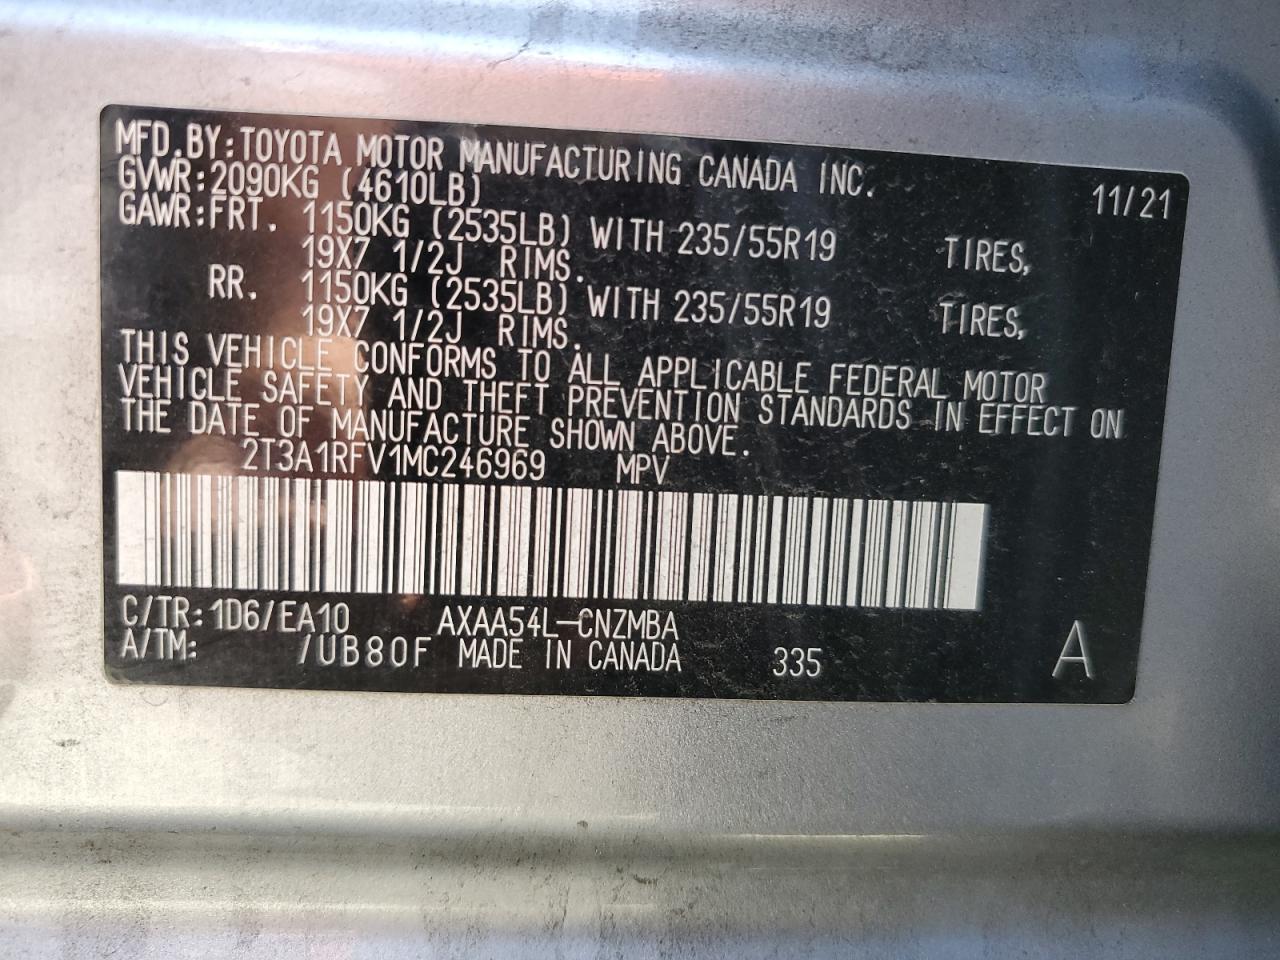 MFD.BY:TOYOTA MOTOR MANUFACTURING CANADA INC. 11/21
GVWR:2090KG (4610LB)
GAWR:FRT. 1150KG (2535LB) WITH 235/55R19 TIRES,
19X7 1/2J RIMS.
RR. 1150KG (2535LB) WITH 235/55R19 TIRES,
19X7 1/2J RIMS.
THIS VEHICLE CONFORMS TO ALL APPLICABLE FEDERAL MOTOR
VEHICLE SAFETY AND THEFT PREVENTION STANDARDS IN EFFECT ON
THE DATE OF MANUFACTURE SHOWN ABOVE.
2T3A1RFV1MC246969 MPV
C/TR:1D6/EA10 AXAA54L-CNZMBA
A/TM: /UB80F MADE IN CANADA 335 A